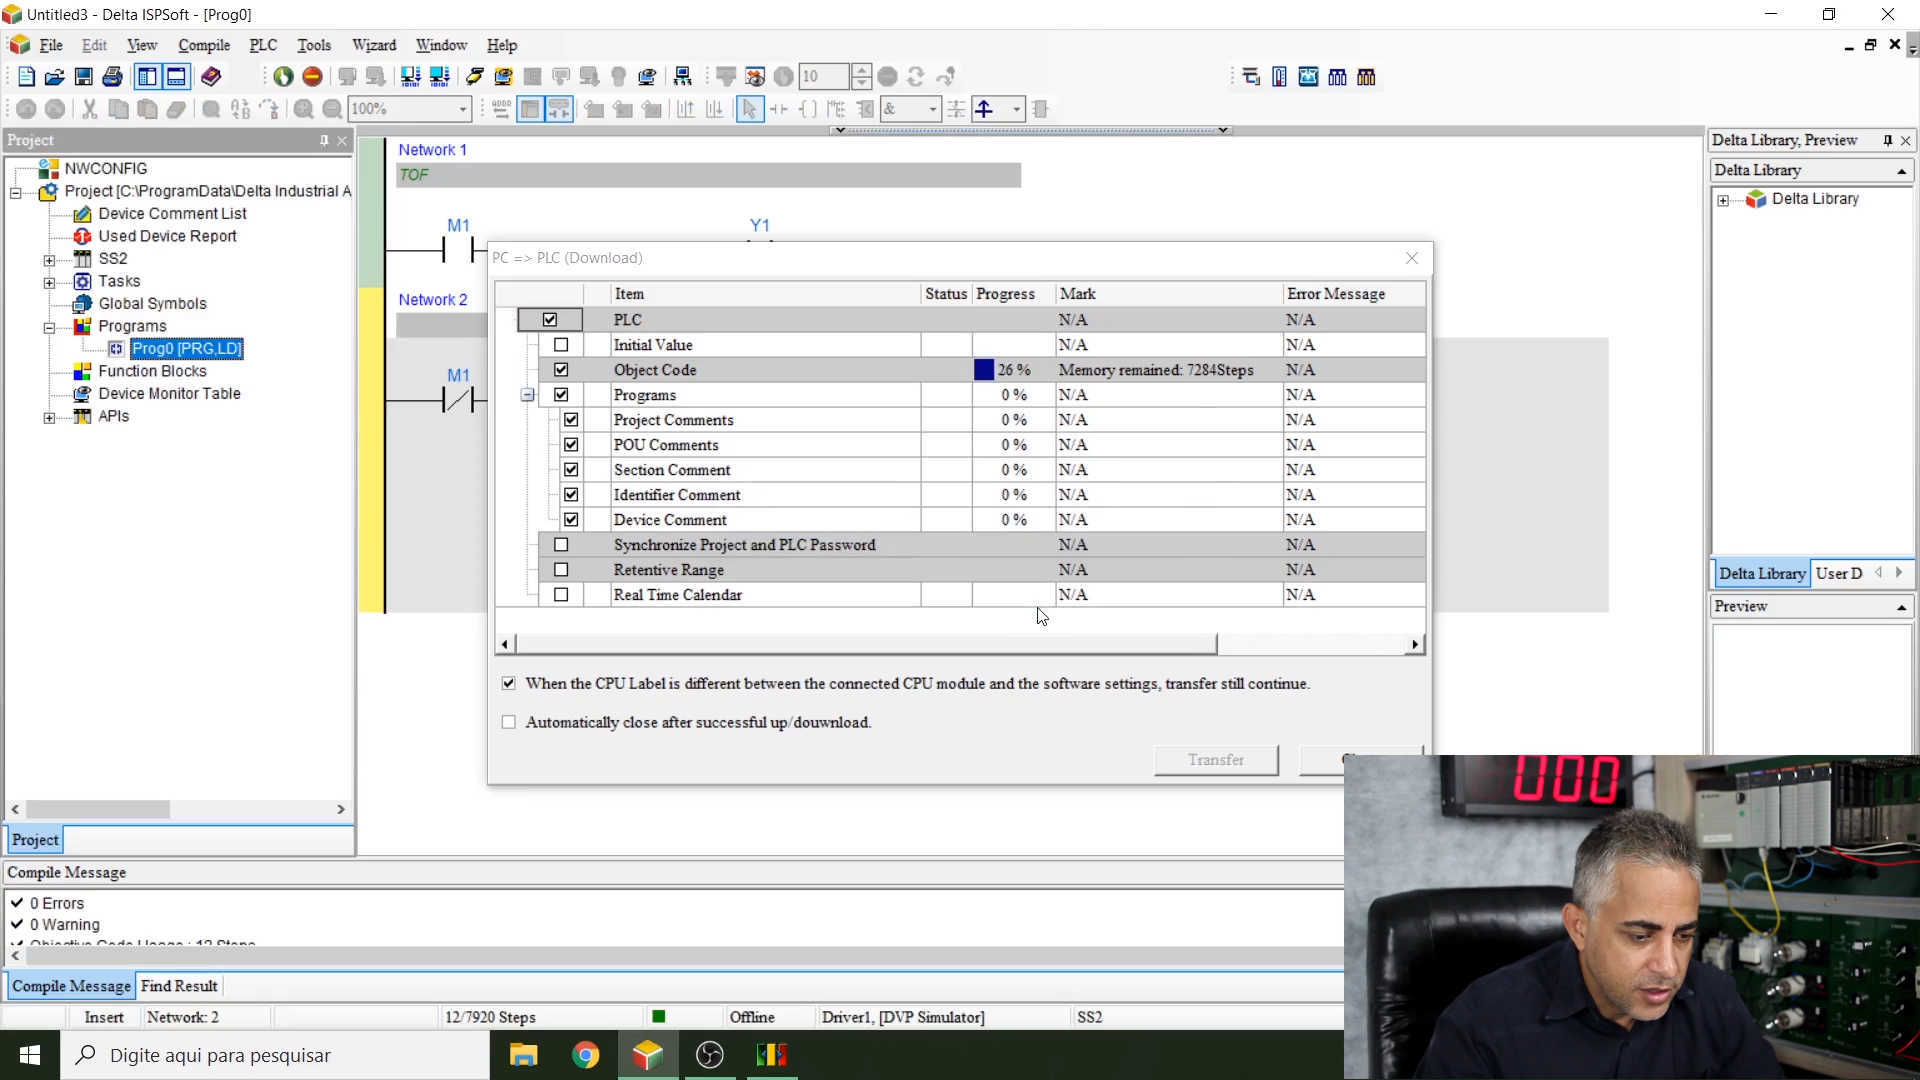 Untitled3 - Delta ISPSoft - [Prog0]
File Edit View Compile PLC Tools Wizard Window Help
10
100%
ADDR
&
Project
NWCONFIG
Project [C:\ProgramData\Delta Industrial A
Device Comment List
Used Device Report
SS2
Tasks
Global Symbols
Programs
Prog0 [PRG,LD]
Function Blocks
Device Monitor Table
APIs
Project
Network 1
TOF
M1 Y1
Network 2
M1
PC => PLC (Download)
Item Status Progress Mark Error Message
PLC N/A N/A
Initial Value N/A N/A
Object Code 26 % Memory remained: 7284Steps N/A
Programs 0 % N/A N/A
Project Comments 0 % N/A N/A
POU Comments 0 % N/A N/A
Section Comment 0 % N/A N/A
Identifier Comment 0 % N/A N/A
Device Comment 0 % N/A N/A
Synchronize Project and PLC Password N/A N/A
Retentive Range N/A N/A
Real Time Calendar N/A N/A
When the CPU Label is different between the connected CPU module and the software settings, transfer still continue.
Automatically close after successful up/douwnload.
Transfer
Delta Library, Preview
Delta Library
Delta Library
Delta Library User D
Preview
000
Compile Message
0 Errors
0 Warning
Compile Message Find Result
Insert Network: 2 12/7920 Steps Offline Driver1, [DVP Simulator] SS2
Digite aqui para pesquisar